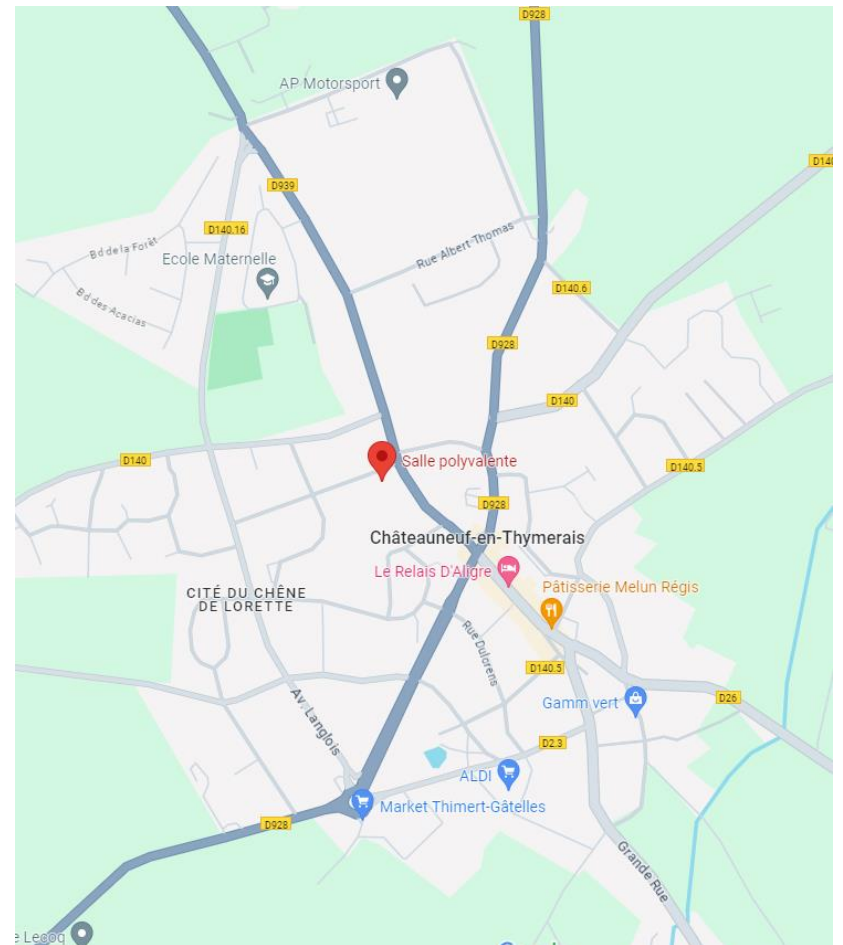 D928
AP Motorsport
D140
D939
D140.16
Bd de la Forêt
Rue Albert-Thomas
Ecole Maternelle
Bd des Acacias
D140.6
D928
D140
D140
Salle polyvalente
D140.5
D928
Châteauneuf-en-Thymerais
Le Relais D'Aligre
Pâtisserie Melun Régis
CITÉ DU CHÊNE
DE LORETTE
Rue Dulorens
D140.5
Av. Langlois
Gamm vert
D26
D2.3
ALDI
Market Thimert-Gâtelles
D928
Grande Rue
e Lecoq